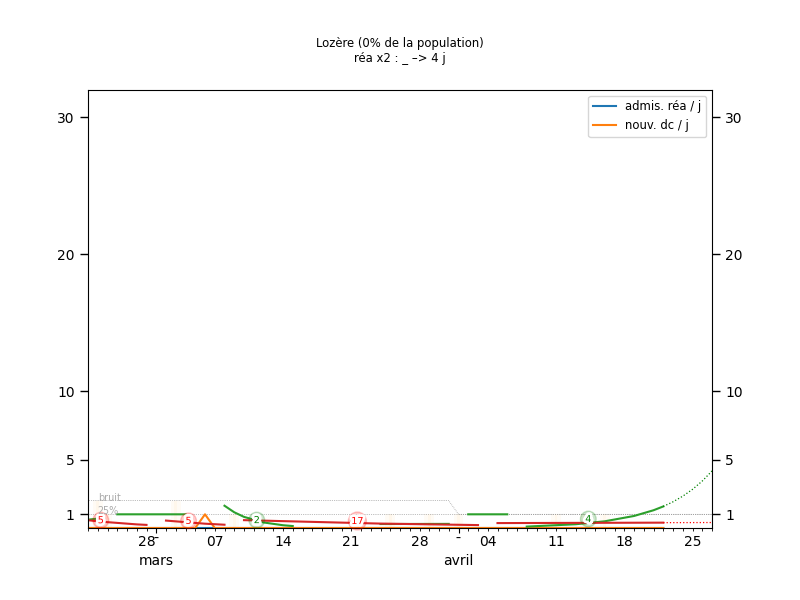 Lozère (0% de la population)
réa x2 : _ –> 4 j
admis. réa / j
nouv. dc / j
30 30
20 20
10 10
5 5
bruit
25%
1 5 5 2 17 4 1
28 07 14 21 28 04 11 18 25
mars avril